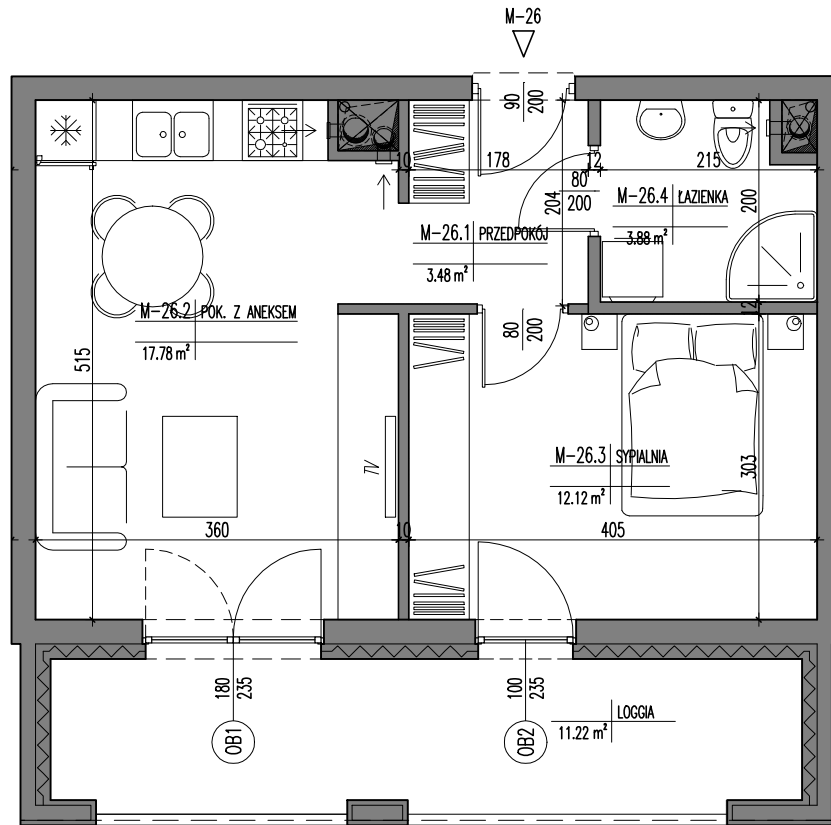 M-26
90
200
10
178
12
215
80
200
204
200
M-26.4 ŁAZIENKA
3.88 m²
M-26.1 PRZEDPOKÓJ
3.48 m²
M-26.2 POK. Z ANEKSEM
17.78 m²
80
200
12
515
TV
M-26.3 SYPIALNIA
12.12 m²
303
360
10
405
180
235
100
235
LOGGIA
11.22 m²
OB1
OB2